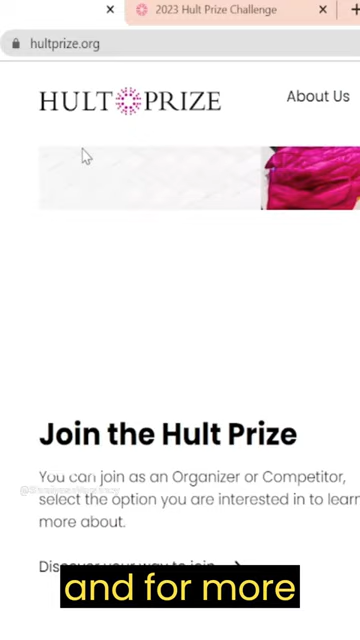 2023 Hult Prize Challenge
hultprize.org
HULT PRIZE
About Us
Join the Hult Prize
You can join as an Organizer or Competitor,
select the option you are interested in to learn
more about.
and for more